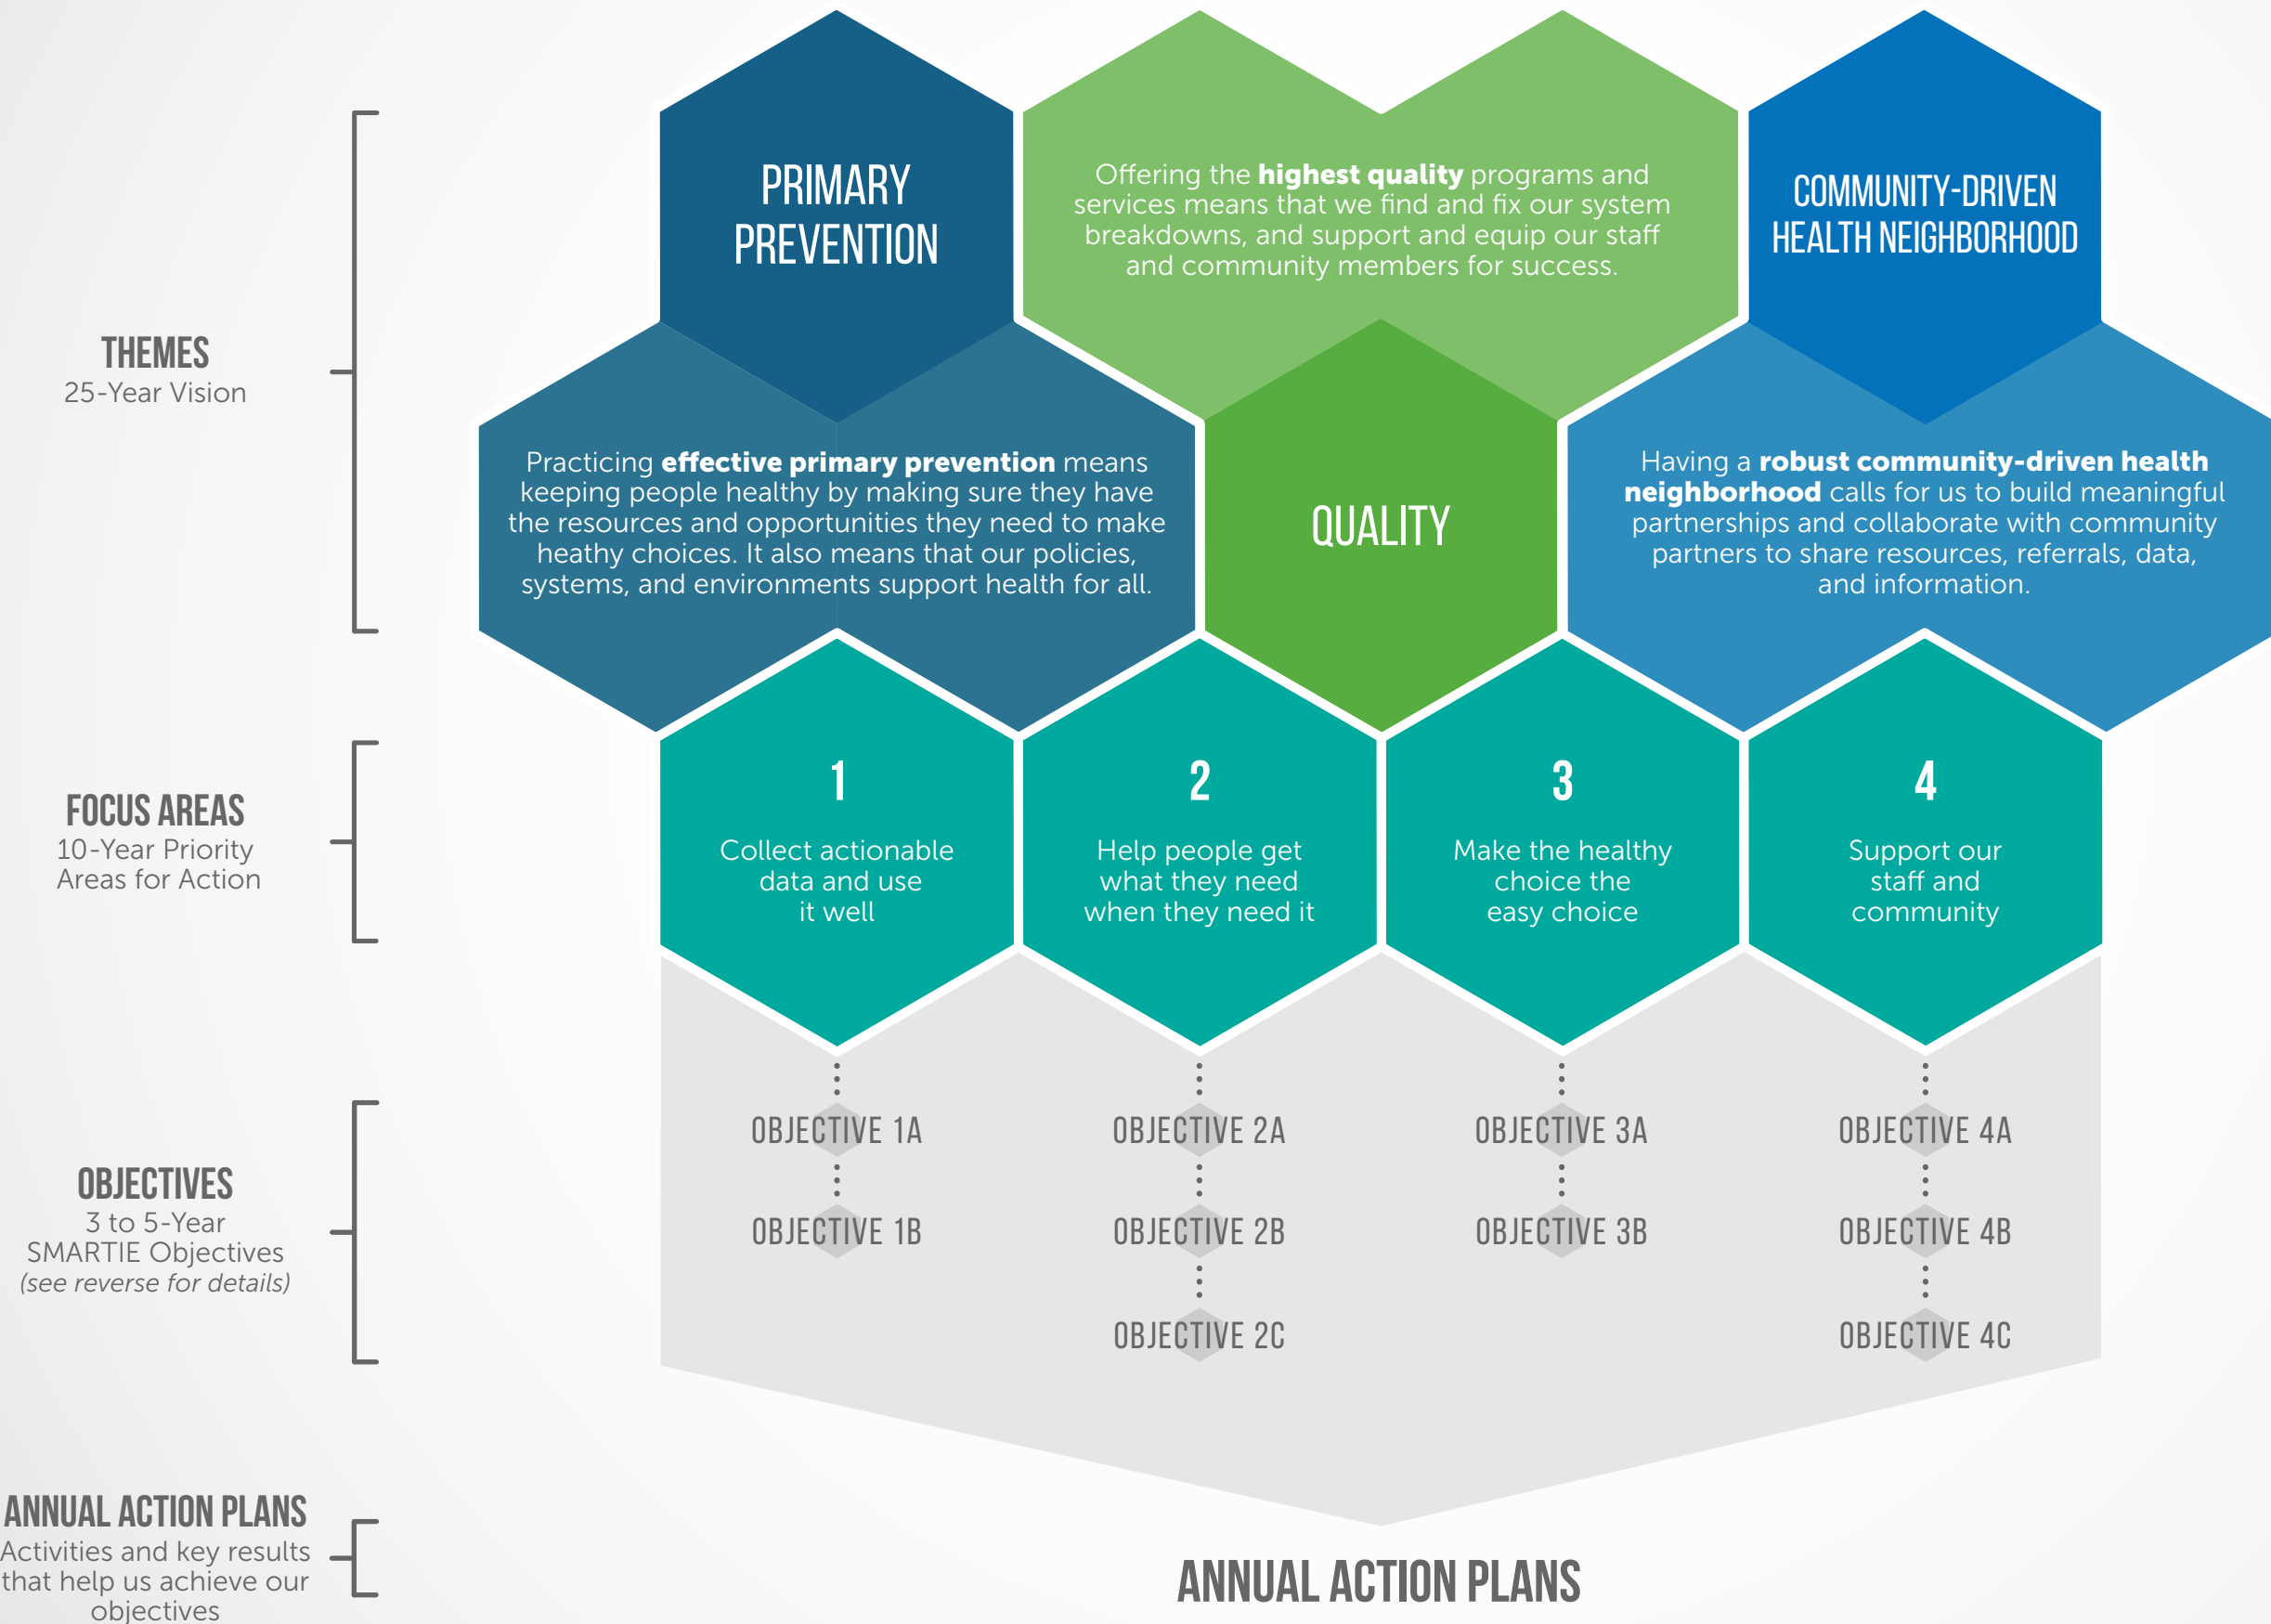 THEMES
25-Year Vision
PRIMARY
PREVENTION
Practicing effective primary prevention means
keeping people healthy by making sure they have
the resources and opportunities they need to make
heathy choices. It also means that our policies,
systems, and environments support health for all.
Offering the highest quality programs and
services means that we find and fix our system
breakdowns, and support and equip our staff
and community members for success.
QUALITY
COMMUNITY-DRIVEN
HEALTH NEIGHBORHOOD
Having a robust community-driven health
neighborhood calls for us to build meaningful
partnerships and collaborate with community
partners to share resources, referrals, data,
and information.
FOCUS AREAS
10-Year Priority
Areas for Action
1
Collect actionable
data and use
it well
2
Help people get
what they need
when they need it
3
Make the healthy
choice the
easy choice
4
Support our
staff and
community
OBJECTIVES
3 to 5-Year
SMARTIE Objectives
(see reverse for details)
OBJECTIVE 1A
OBJECTIVE 1B
OBJECTIVE 2A
OBJECTIVE 2B
OBJECTIVE 2C
OBJECTIVE 3A
OBJECTIVE 3B
OBJECTIVE 4A
OBJECTIVE 4B
OBJECTIVE 4C
ANNUAL ACTION PLANS
Activities and key results
that help us achieve our
objectives
ANNUAL ACTION PLANS